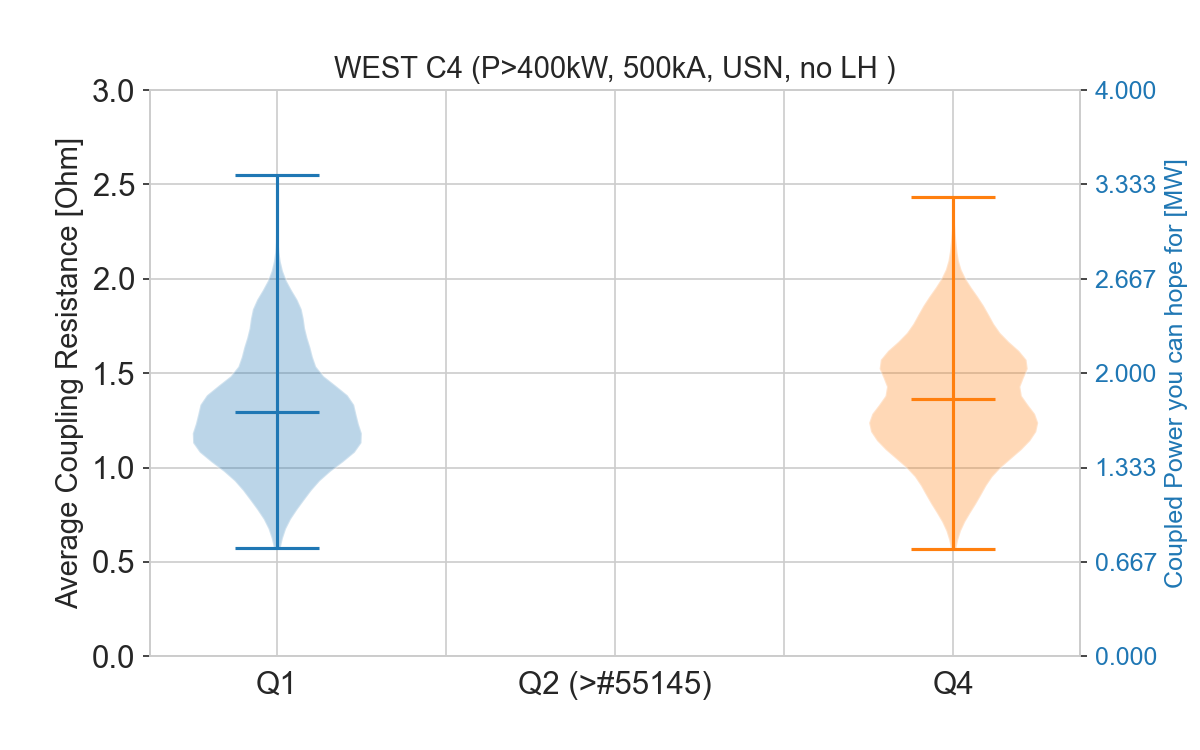 WEST C4 (P>400kW, 500kA, USN, no LH )
Average Coupling Resistance [Ohm]
3.0
2.5
2.0
1.5
1.0
0.5
0.0
Q1
Q2 (>#55145)
Q4
4.000
3.333
2.667
2.000
1.333
0.667
0.000
Coupled Power you can hope for [MW]